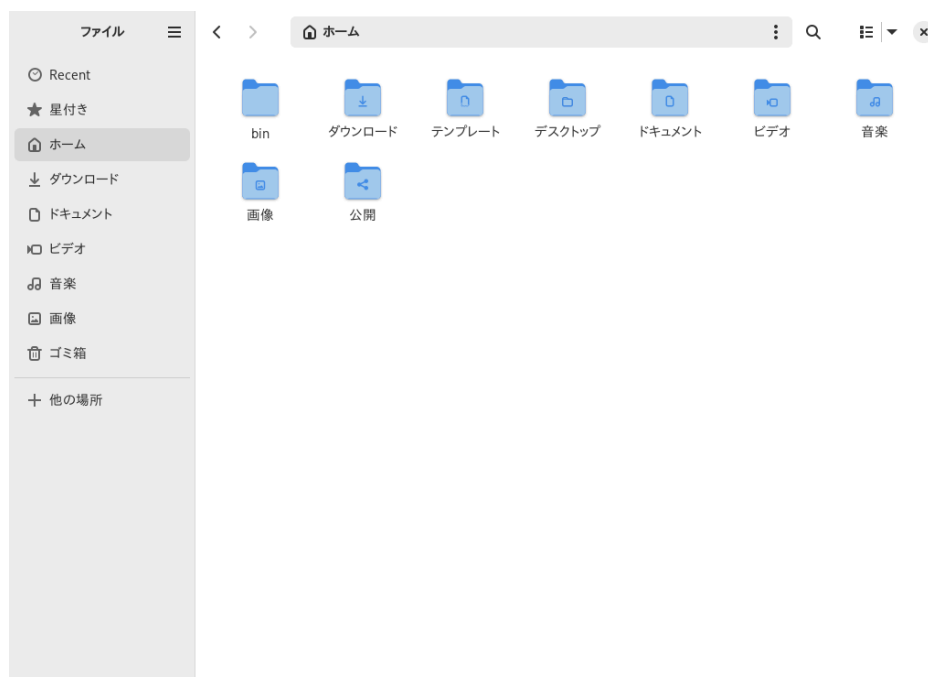 ファイル
ホーム
Recent
星付き
ホーム
ダウンロード
ドキュメント
ビデオ
音楽
画像
ゴミ箱
他の場所
bin
ダウンロード
テンプレート
デスクトップ
ドキュメント
ビデオ
音楽
画像
公開